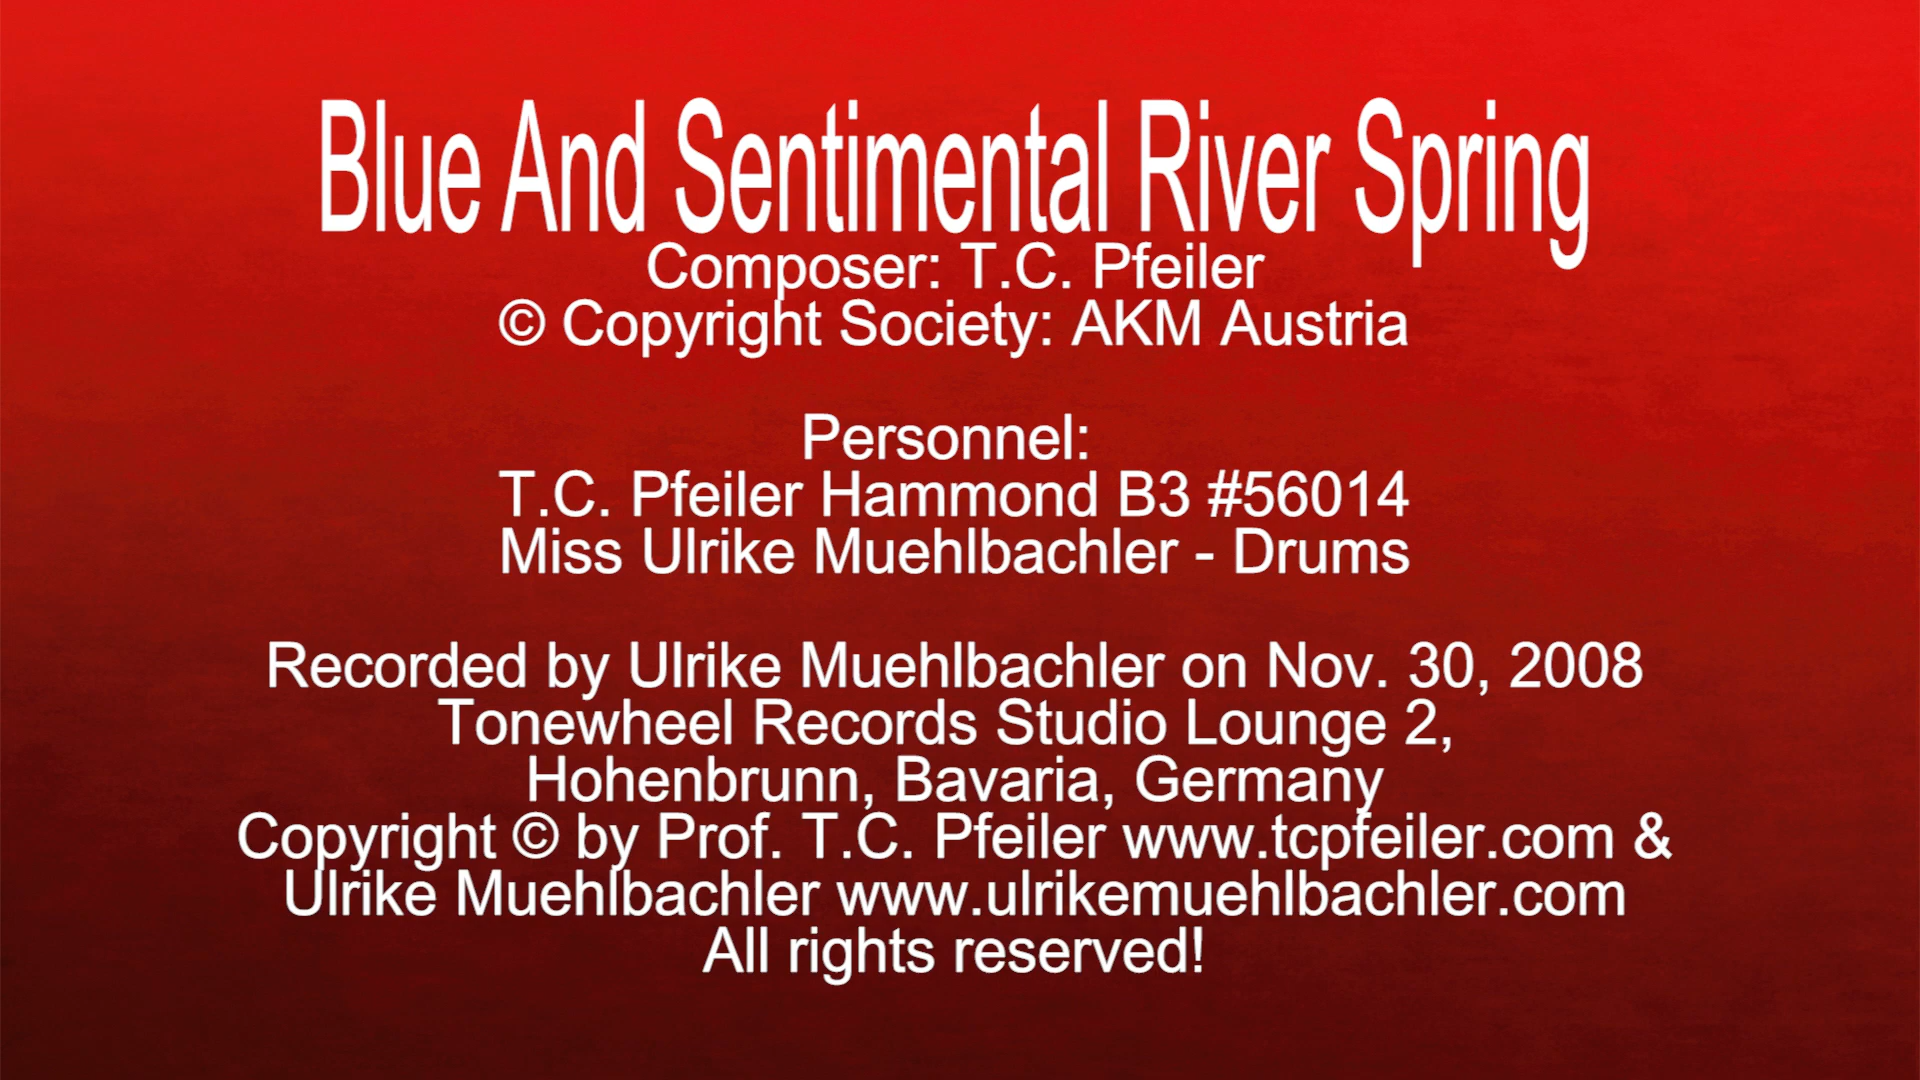 Blue And Sentimental River Spring
Composer: T.C. Pfeiler
© Copyright Society: AKM Austria
Personnel:
T.C. Pfeiler Hammond B3 #56014
Miss Ulrike Muehlbachler - Drums
Recorded by Ulrike Muehlbachler on Nov. 30, 2008
Tonewheel Records Studio Lounge 2,
Hohenbrunn, Bavaria, Germany
Copyright © by Prof. T.C. Pfeiler www.tcpfeiler.com &
Ulrike Muehlbachler www.ulrikemuehlbachler.com
All rights reserved!